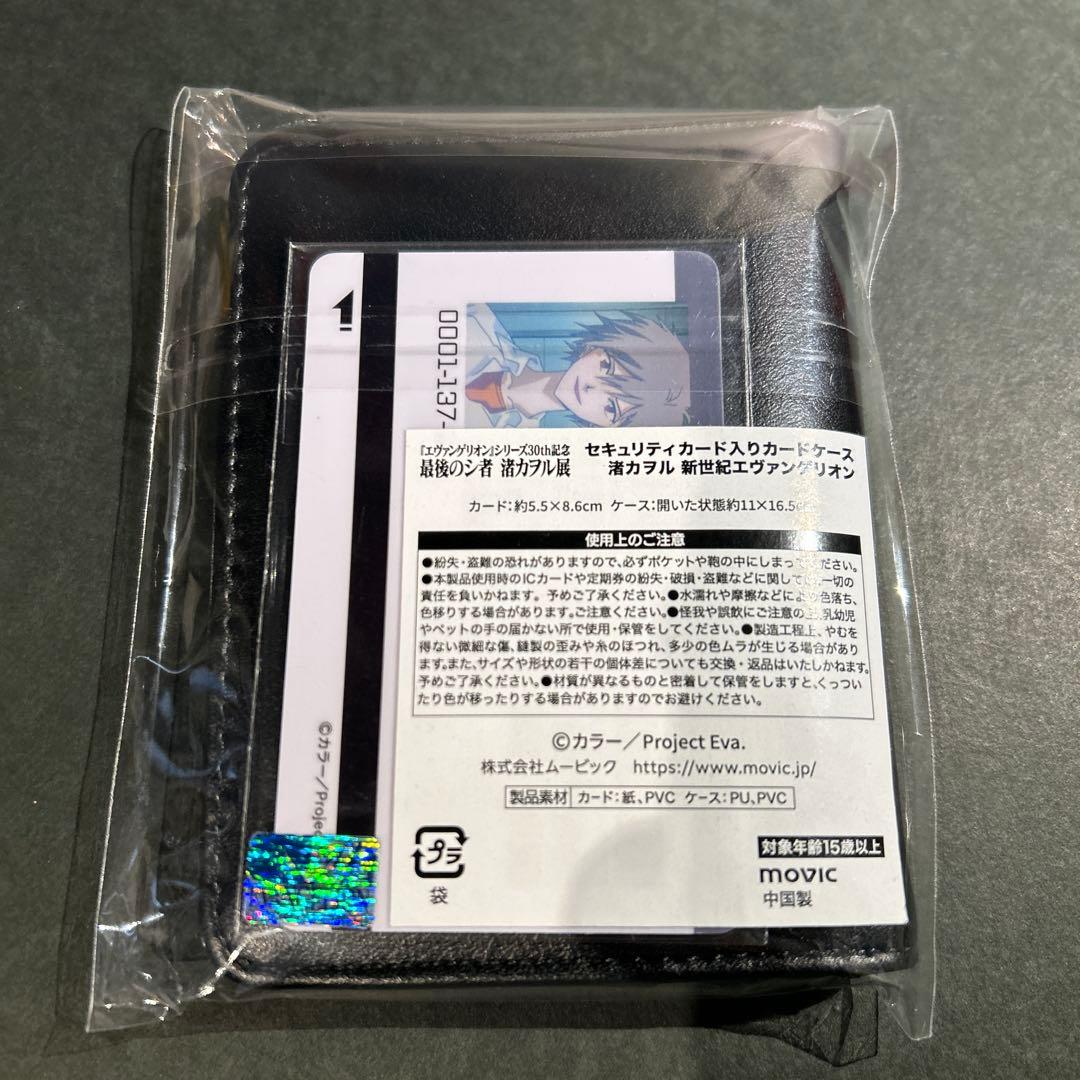 0001-137-
『エヴァンゲリオン』シリーズ30th記念
最後のシ者 渚カヲル展
セキュリティカード入りカードケース
渚カヲル 新世紀エヴァンゲリオン
カード:約5.5×8.6cm ケース:開いた状態約11×16.5cm
使用上のご注意
●紛失・盗難の恐れがありますので、必ずポケットや鞄の中にしまってください。
●本製品使用時のICカードや定期券の紛失・破損・盗難などに関しては一切の
責任を負いかねます。予めご了承ください。●水濡れや摩擦などにより色落ち、
色移りする場合があります。ご注意ください。●怪我や誤飲にご注意の上、乳幼児
やペットの手の届かない所で使用・保管をしてください。●製造工程上、やむを
得ない微細な傷、縫製の歪みや糸のほつれ、多少の色ムラが生じる場合があり
ます。また、サイズや形状の若干の個体差についても交換・返品はいたしかねます。
予めご了承ください。●材質が異なるものと密着して保管をしますと、くっつい
たり色が移ったりする場合がありますのでお避けください。
©カラー/Project Eva.
株式会社ムービック https://www.movic.jp/
製品素材 カード:紙、PVC ケース:PU、PVC
プラ
袋
対象年齢15歳以上
movic
中国製
©カラー/Projec